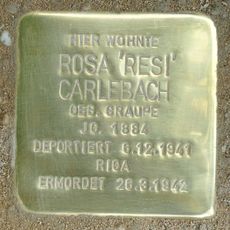 HIER WOHNTE
ROSA 'RESI'
CARLEBACH
GEB. GRAUPE
JG. 1884
DEPORTIERT 6.12.1941
RIGA
ERMORDET 26.3.1942